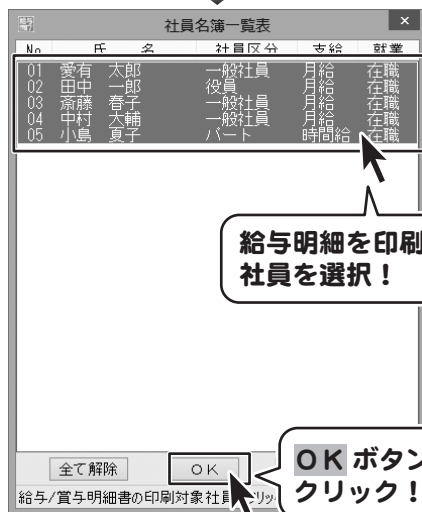 社員名簿一覧表
No 氏 名 社員区分 支給 就業
01 愛有 太郎 一般社員 月給 在職
02 田中 一郎 役員 月給 在職
03 斎藤 春子 一般社員 月給 在職
04 中村 大輔 一般社員 月給 在職
05 小島 夏子 パート 時間給 在職
給与明細を印刷
社員を選択！
全て解除 ＯＫ
ＯＫ ボタン
クリック！
給与/賞与明細書の印刷対象社員